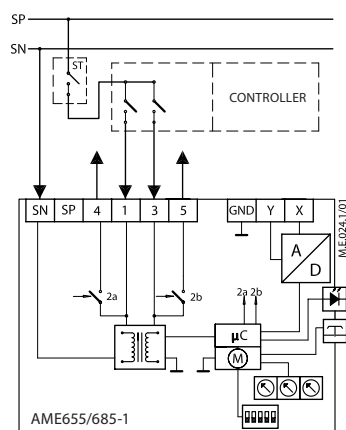 SP
SN
ST
CONTROLLER
SN SP 4 1 3 5 GND Y X
M.E.024.1/01
A
D
2a 2b
2a 2b
µC
M
AME655/685-1